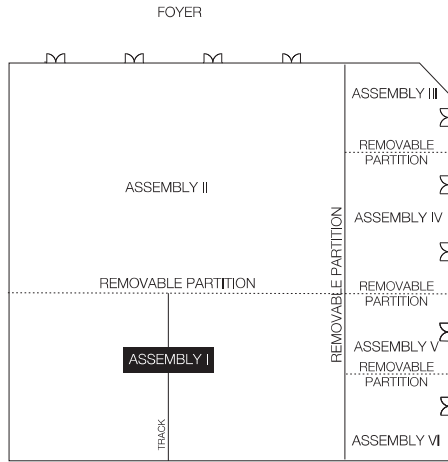 FOYER
ASSEMBLY III
REMOVABLE
PARTITION
ASSEMBLY II
ASSEMBLY IV
REMOVABLE PARTITION
REMOVABLE PARTITION
REMOVABLE
PARTITION
ASSEMBLY I
ASSEMBLY V
REMOVABLE
PARTITION
TRACK
ASSEMBLY VI